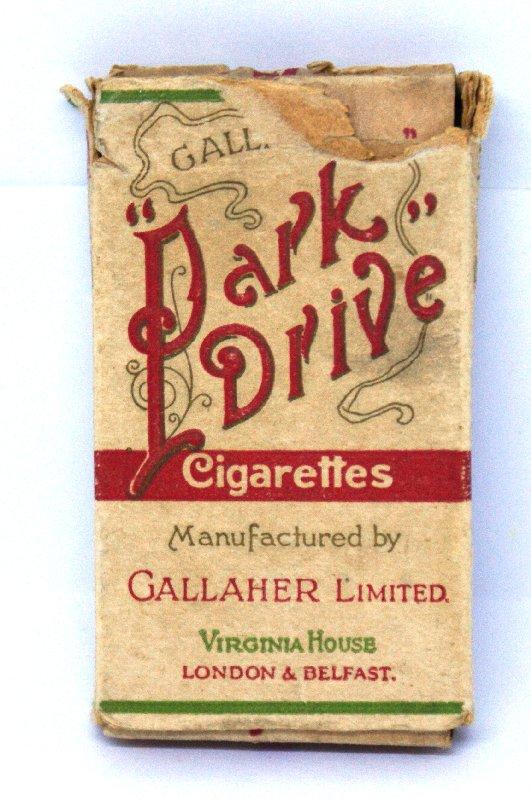 GALL
"Park
Drive"
Cigarettes
Manufactured by
GALLAHER LIMITED.
VIRGINIA HOUSE
LONDON & BELFAST.